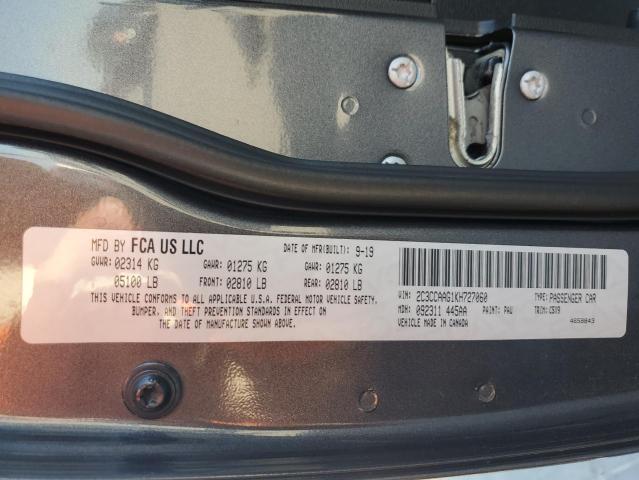 MFD BY FCA US LLC DATE OF MFR(BUILT): 9-19
GVWR: 02314 KG GAWR: 01275 KG GAWR: 01275 KG
05100 LB FRONT: 02810 LB REAR: 02810 LB
THIS VEHICLE CONFORMS TO ALL APPLICABLE U.S.A. FEDERAL MOTOR VEHICLE SAFETY,
BUMPER, AND THEFT PREVENTION STANDARDS IN EFFECT ON
THE DATE OF MANUFACTURE SHOWN ABOVE.
VIN: 2C3CCAAG1KH727060 TYPE: PASSENGER CAR
MDH: 092311 445AA PAINT: PAU TRIM: CSX9
VEHICLE MADE IN CANADA 4658843